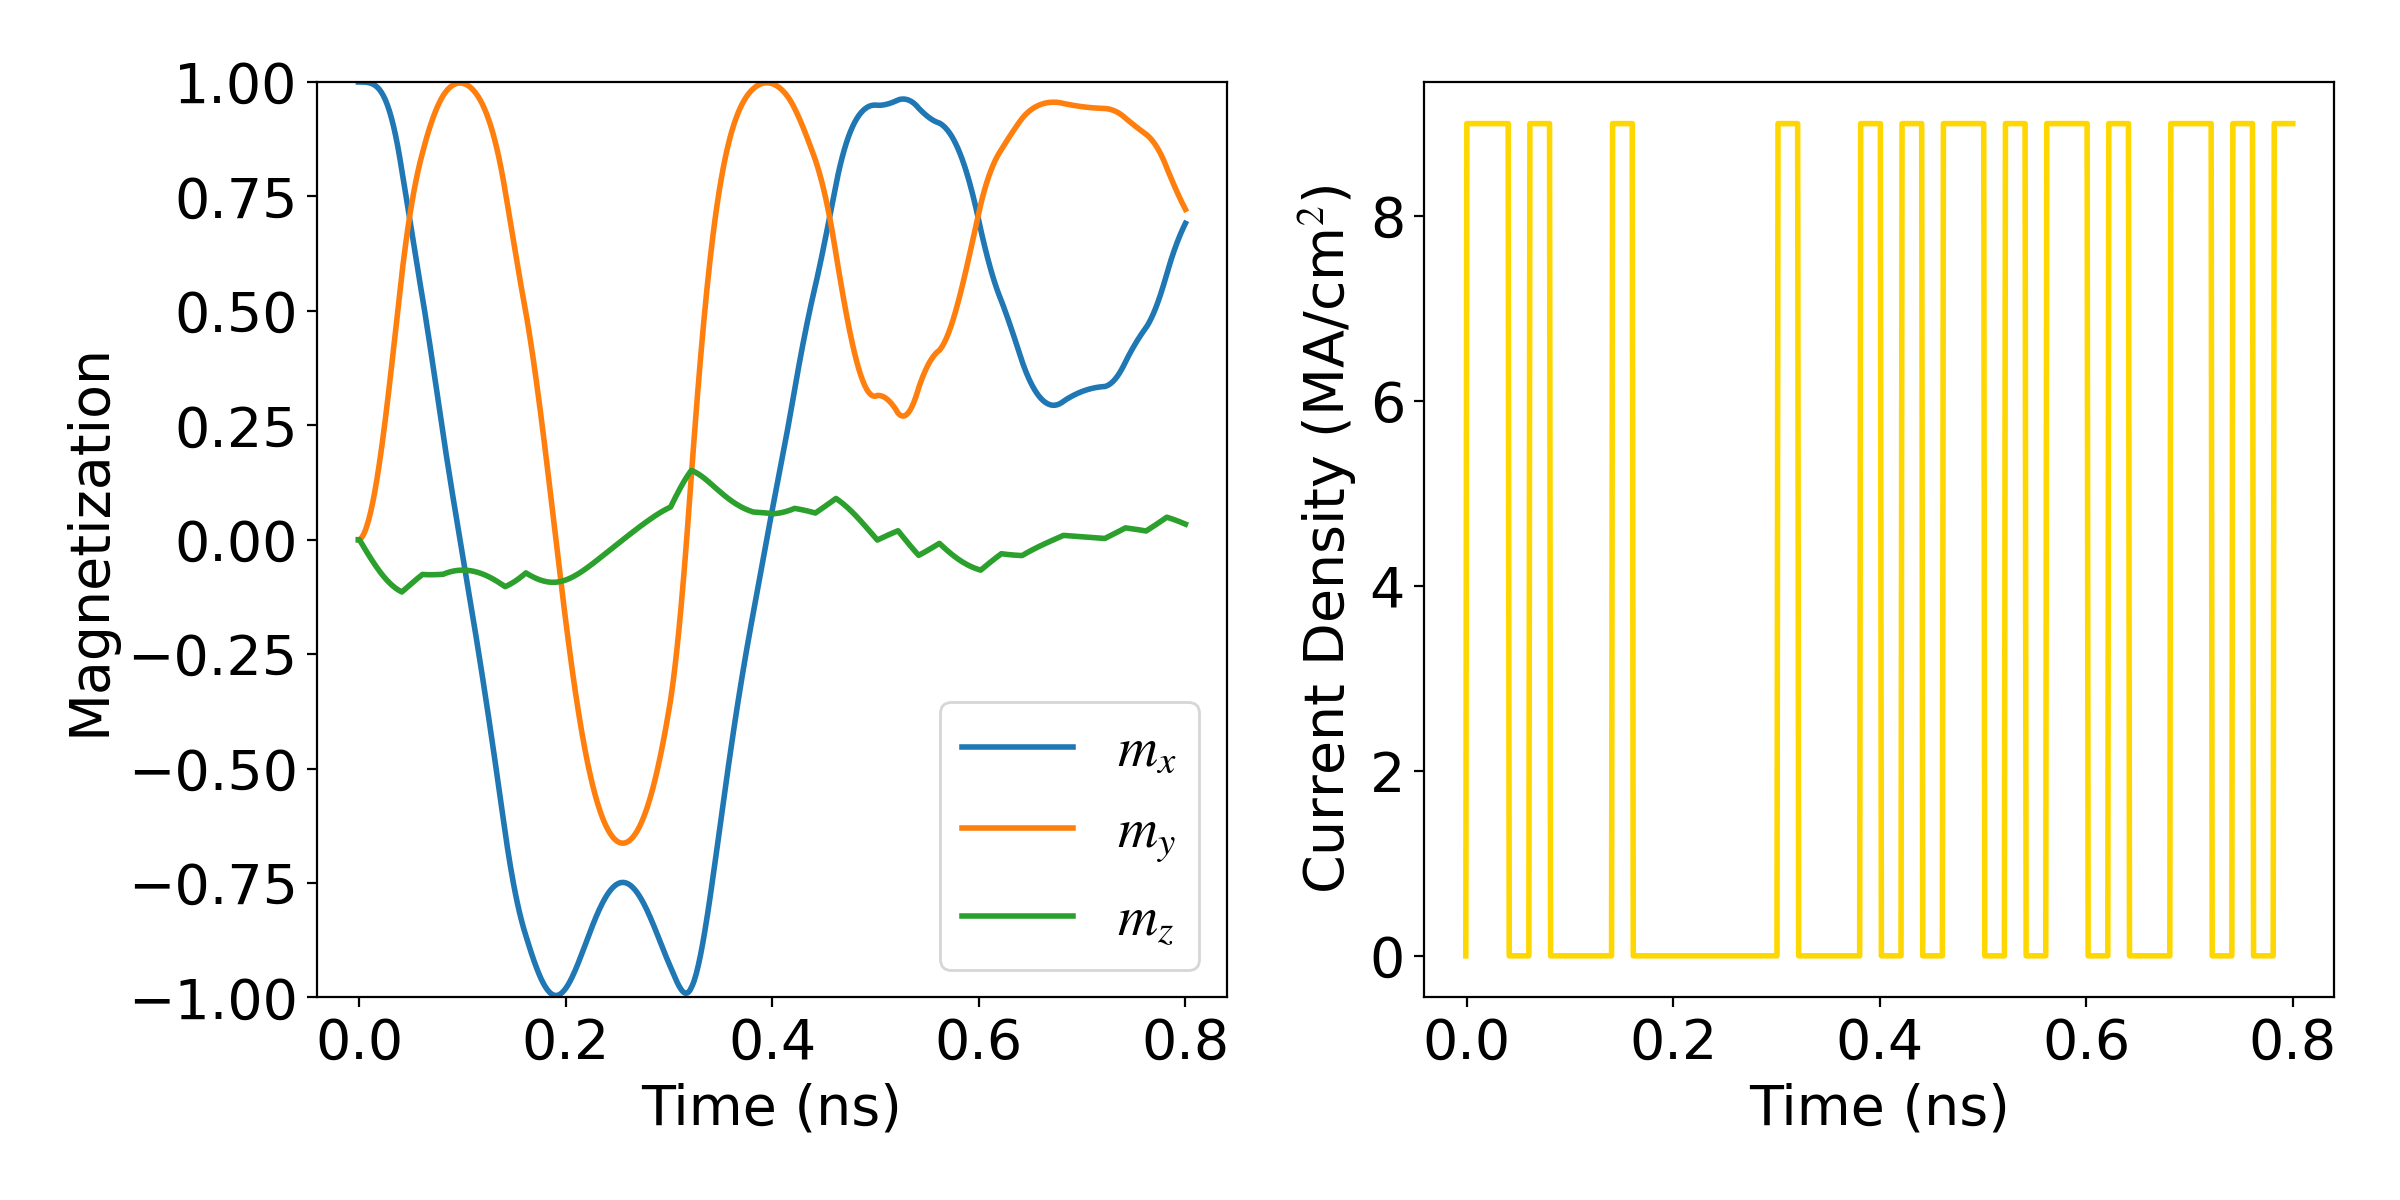 1.00
0.75
0.50
0.25
0.00
−0.25
−0.50
−0.75
−1.00
Magnetization
0.0 0.2 0.4 0.6 0.8
Time (ns)
m_x
m_y
m_z
8
6
4
2
0
Current Density (MA/cm²)
0.0 0.2 0.4 0.6 0.8
Time (ns)